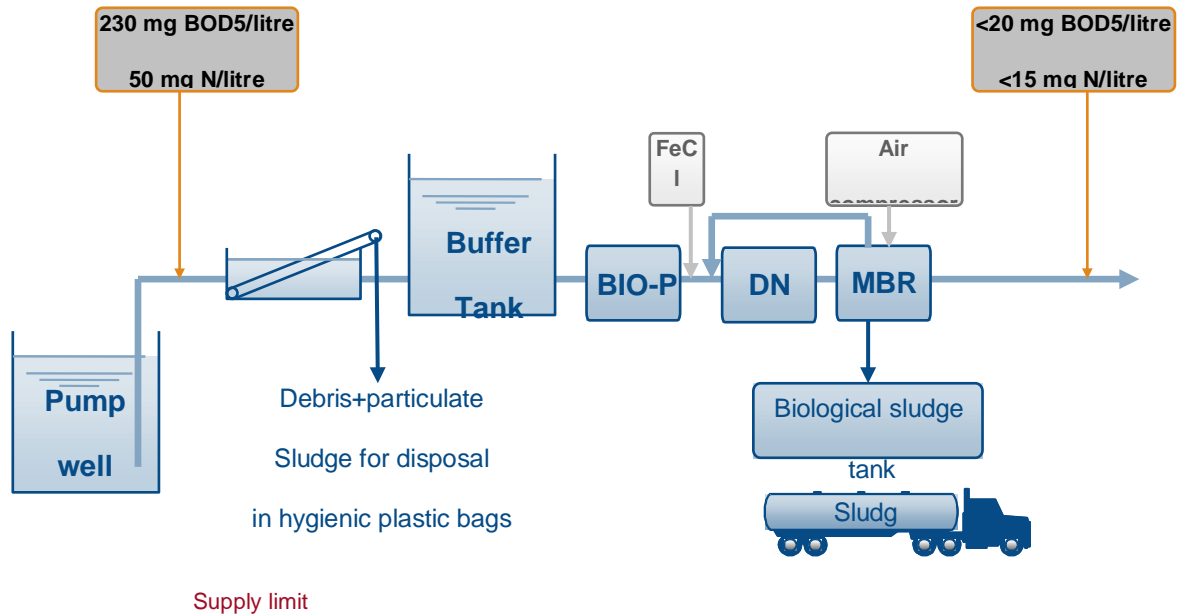 230 mg BOD5/litre
50 mg N/litre
<20 mg BOD5/litre
<15 mg N/litre
FeC
l
Air
compressor
Buffer
Tank
BIO-P
DN
MBR
Pump
well
Debris+particulate
Sludge for disposal
in hygienic plastic bags
Biological sludge
tank
Sludg
Supply limit